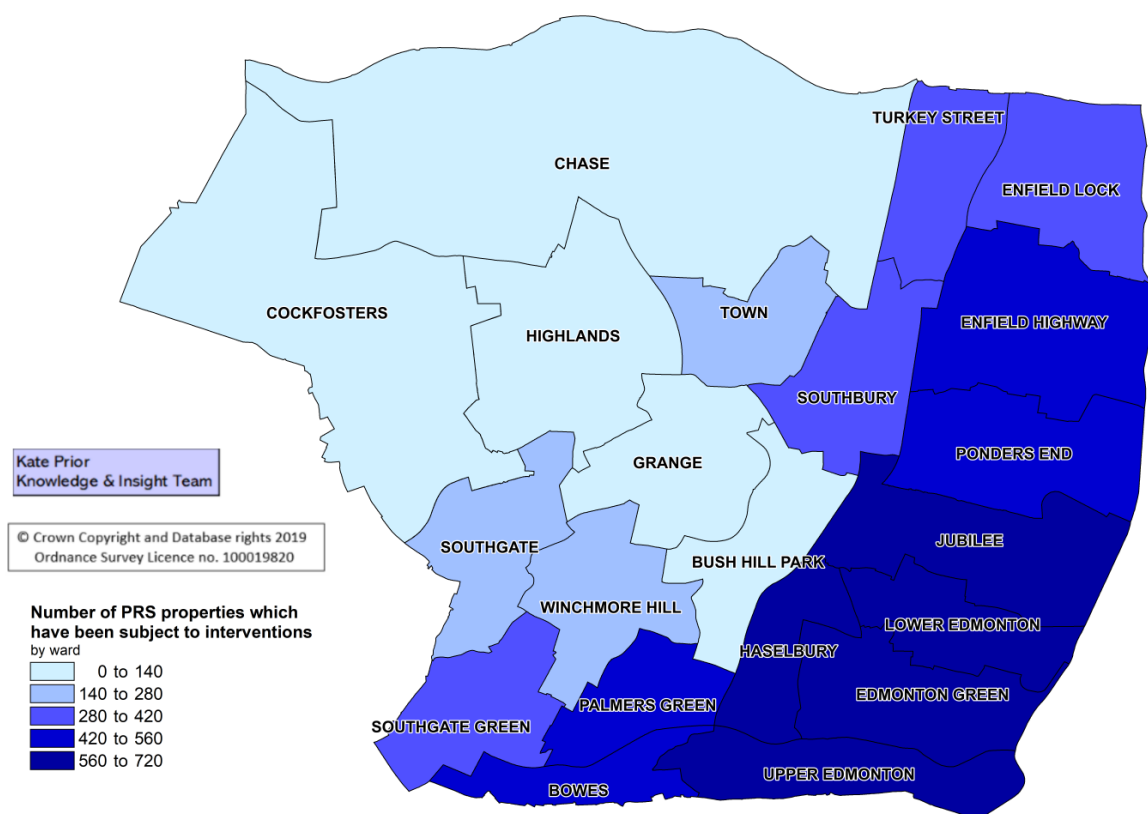 TURKEY STREET
CHASE
ENFIELD LOCK
COCKFOSTERS
TOWN
ENFIELD HIGHWAY
HIGHLANDS
SOUTHBURY
PONDERS END
GRANGE
Kate Prior
Knowledge & Insight Team
© Crown Copyright and Database rights 2019
Ordnance Survey Licence no. 100019820
SOUTHGATE
JUBILEE
BUSH HILL PARK
WINCHMORE HILL
LOWER EDMONTON
HASELBURY
EDMONTON GREEN
PALMERS GREEN
SOUTHGATE GREEN
UPPER EDMONTON
BOWES
Number of PRS properties which
have been subject to interventions
by ward
0 to 140
140 to 280
280 to 420
420 to 560
560 to 720